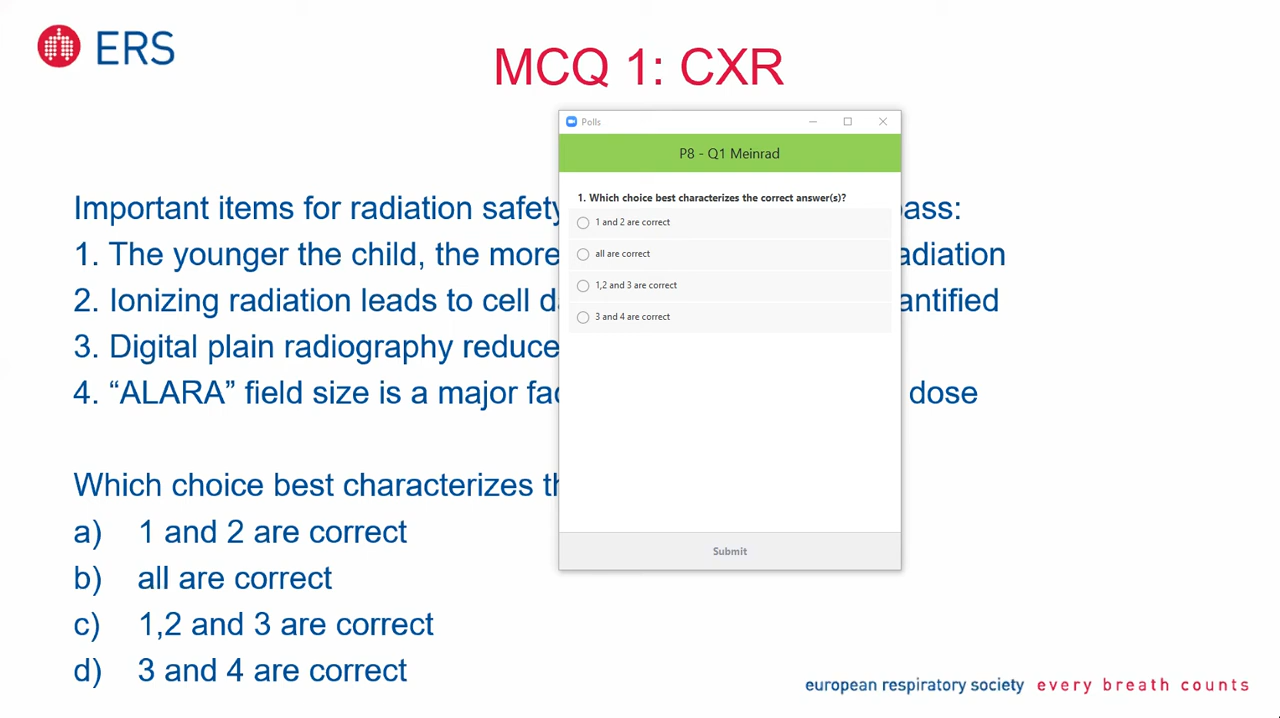 ERS
MCQ 1: CXR
Polls
P8 - Q1 Meinrad
1. Which choice best characterizes the correct answer(s)?
1 and 2 are correct
all are correct
1,2 and 3 are correct
3 and 4 are correct
Submit
Important items for radiation safety
1. The younger the child, the more
2. Ionizing radiation leads to cell
3. Digital plain radiography reduce
4. “ALARA” field size is a major dose
Which choice best characterizes
a) 1 and 2 are correct
b) all are correct
c) 1,2 and 3 are correct
d) 3 and 4 are correct
european respiratory society every breath counts